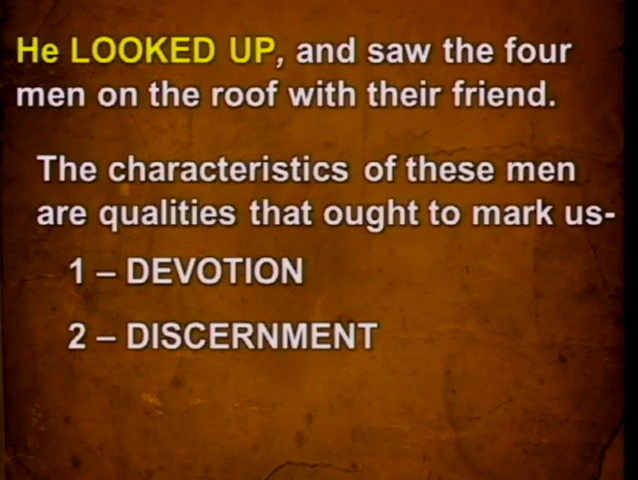 He LOOKED UP, and saw the four
men on the roof with their friend.
The characteristics of these men
are qualities that ought to mark us-
1 – DEVOTION
2 – DISCERNMENT